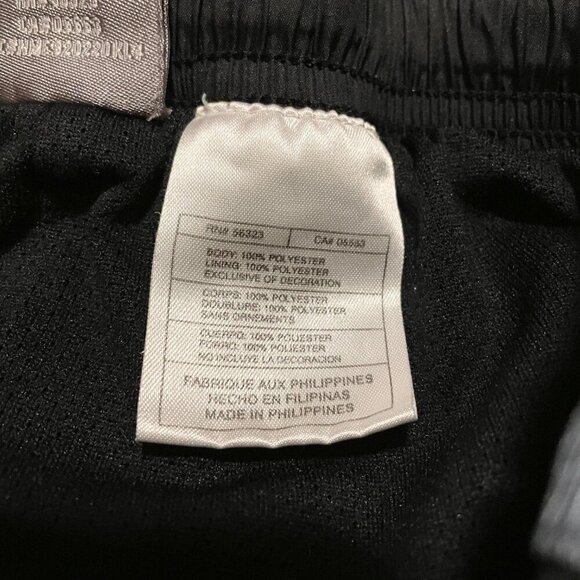 CA# 05553
RN# 56323
CA# 05553
BODY: 100% POLYESTER
LINING: 100% POLYESTER
EXCLUSIVE OF DECORATION
CORPS: 100% POLYESTER
DOUBLURE: 100% POLYESTER
SANS ORNEMENTS
CUERPO: 100% POLIESTER
FORRO: 100% POLIESTER
NO INCLUYE LA DECORACION
FABRIQUE AUX PHILIPPINES
HECHO EN FILIPINAS
MADE IN PHILIPPINES